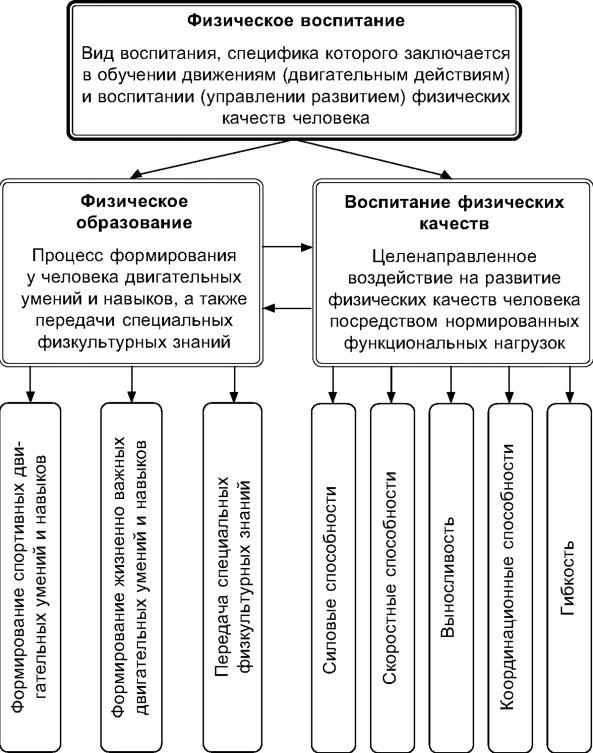 Физическое воспитание
Вид воспитания, специфика которого заключается
в обучении движениям (двигательным действиям)
и воспитании (управлении развитием) физических
качеств человека
Физическое
образование
Процесс формирования
у человека двигательных
умений и навыков, а также
передачи специальных
физкультурных знаний
Воспитание физических
качеств
Целенаправленное
воздействие на развитие
физических качеств человека
посредством нормированных
функциональных нагрузок
Формирование спортивных дви-
гательных умений и навыков
Формирование жизненно важных
двигательных умений и навыков
Передача специальных
физкультурных знаний
Силовые способности
Скоростные способности
Выносливость
Координационные способности
Гибкость